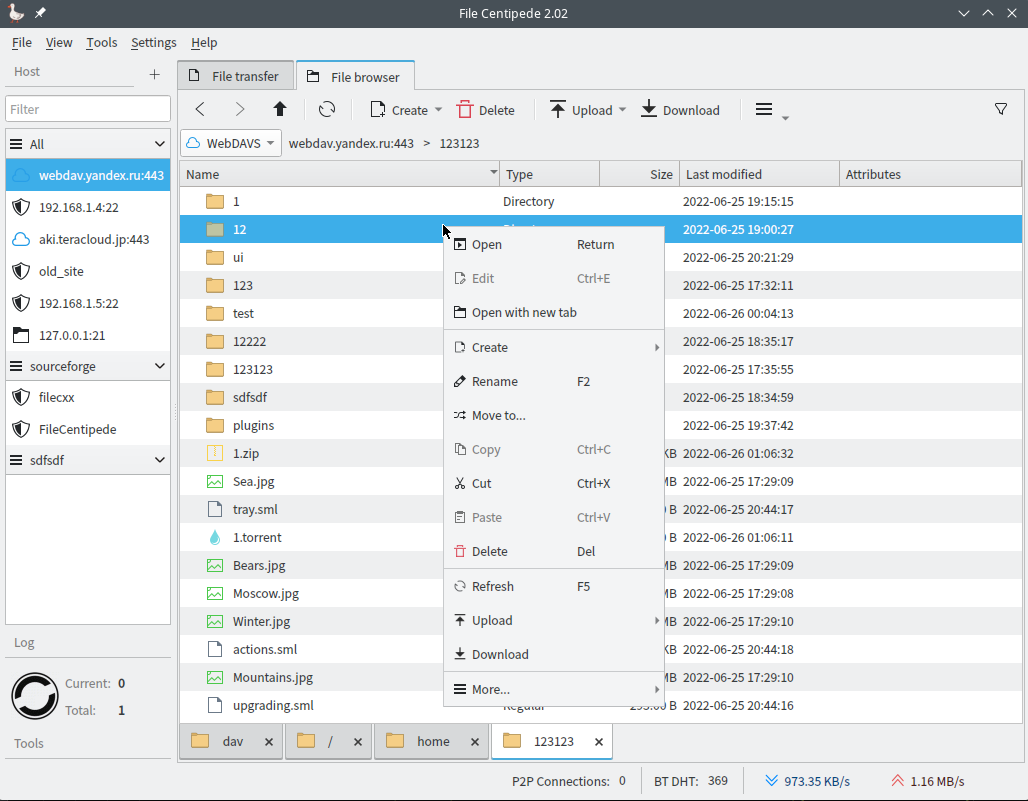 File Centipede 2.02
File View Tools Settings Help
Host
Filter
All
webdav.yandex.ru:443
192.168.1.4:22
aki.teracloud.jp:443
old_site
192.168.1.5:22
127.0.0.1:21
sourceforge
filecxx
FileCentipede
sdfsdf
Log
Current: 0
Total: 1
Tools
File transfer File browser
Create Delete Upload Download
WebDAVS webdav.yandex.ru:443 > 123123
Name Type Size Last modified Attributes
1 Directory 2022-06-25 19:15:15
12 2022-06-25 19:00:27
ui 2022-06-25 20:21:29
123 2022-06-25 17:32:11
test 2022-06-26 00:04:13
12222 2022-06-25 18:35:17
123123 2022-06-25 17:35:55
sdfsdf 2022-06-25 18:34:59
plugins 2022-06-25 19:37:42
1.zip KB 2022-06-26 01:06:32
Sea.jpg MB 2022-06-25 17:29:09
tray.sml B 2022-06-25 20:44:17
1.torrent B 2022-06-26 01:06:11
Bears.jpg MB 2022-06-25 17:29:09
Moscow.jpg MB 2022-06-25 17:29:08
Winter.jpg MB 2022-06-25 17:29:10
actions.sml KB 2022-06-25 20:44:18
Mountains.jpg MB 2022-06-25 17:29:10
upgrading.sml Regular B 2022-06-25 20:44:16
Open Return
Edit Ctrl+E
Open with new tab
Create
Rename F2
Move to...
Copy Ctrl+C
Cut Ctrl+X
Paste Ctrl+V
Delete Del
Refresh F5
Upload
Download
More...
dav / home 123123
P2P Connections: 0 BT DHT: 369 973.35 KB/s 1.16 MB/s